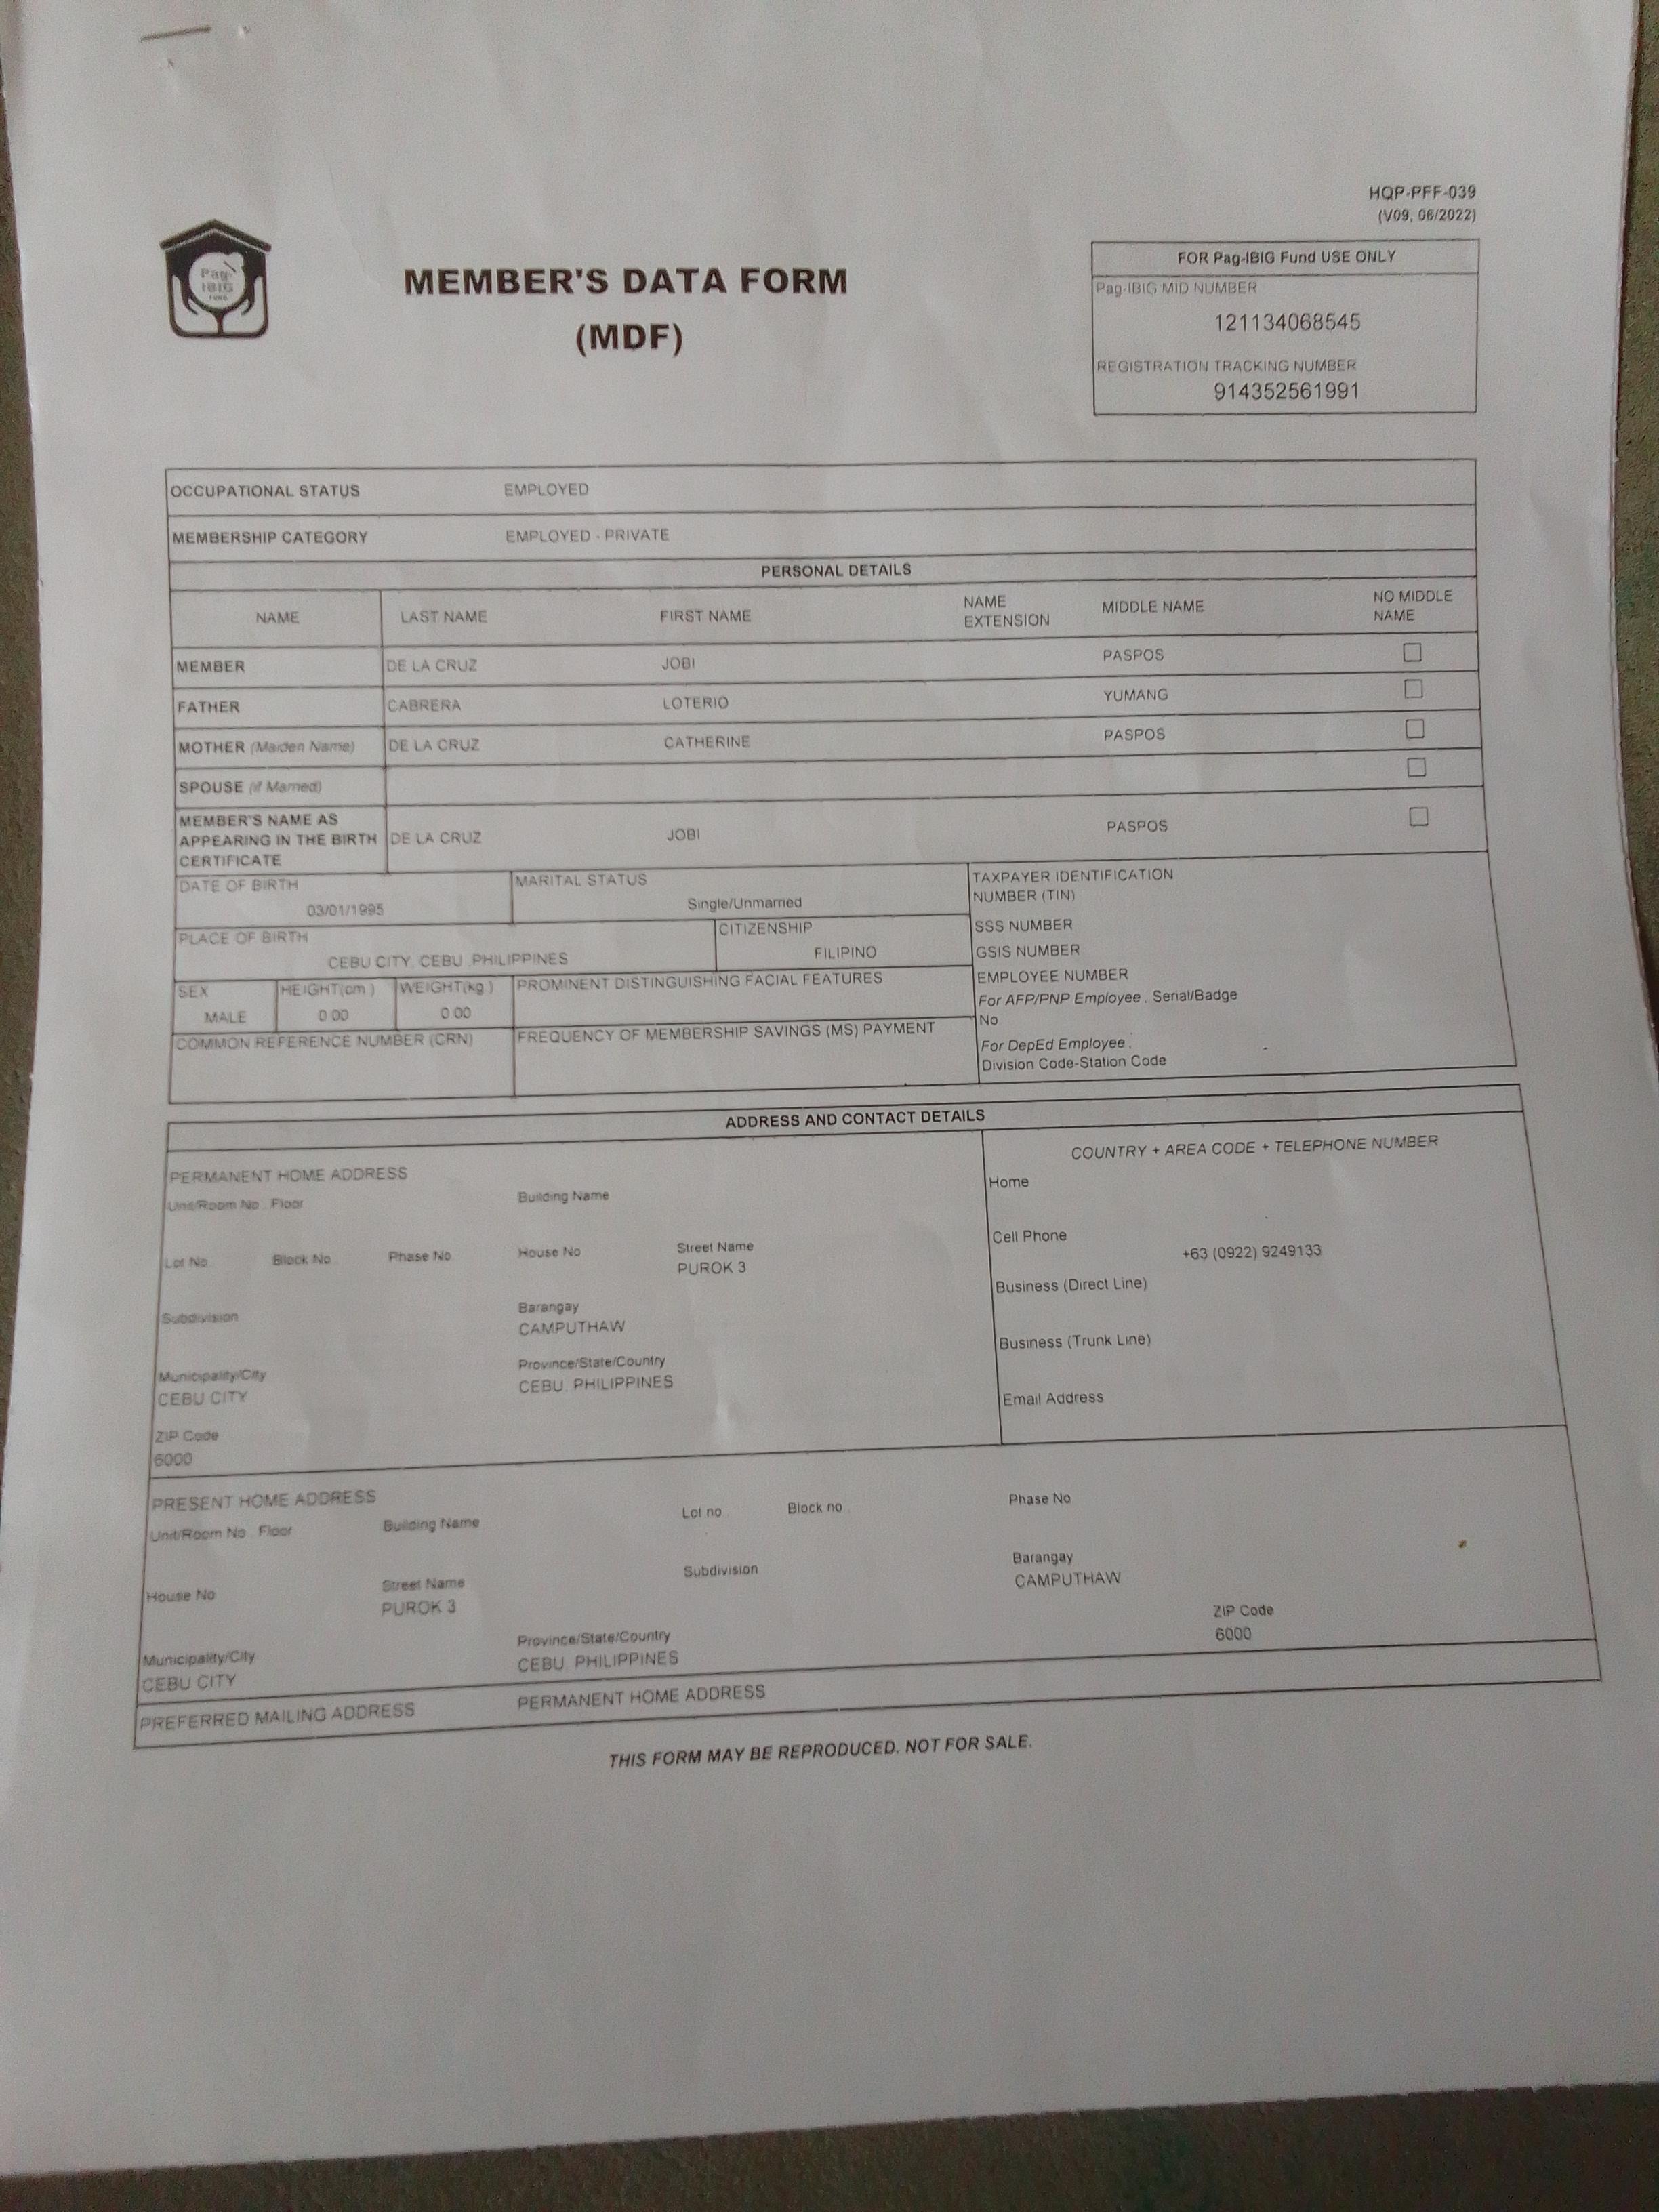 HQP-PFF-039
(V09, 06/2022)
Pag-IBIG FUND
MEMBER'S DATA FORM
(MDF)
FOR Pag-IBIG Fund USE ONLY
Pag-IBIG MID NUMBER
121134068545
REGISTRATION TRACKING NUMBER
914352561991
OCCUPATIONAL STATUS EMPLOYED
MEMBERSHIP CATEGORY EMPLOYED - PRIVATE
PERSONAL DETAILS
NAME LAST NAME FIRST NAME NAME EXTENSION MIDDLE NAME NO MIDDLE NAME
MEMBER DE LA CRUZ JOBI PASPOS
FATHER CABRERA LOTERIO YUMANG
MOTHER (Maiden Name) DE LA CRUZ CATHERINE PASPOS
SPOUSE (if Married)
MEMBER'S NAME AS APPEARING IN THE BIRTH CERTIFICATE DE LA CRUZ JOBI PASPOS
DATE OF BIRTH
03/01/1995
MARITAL STATUS
Single/Unmarried
TAXPAYER IDENTIFICATION
NUMBER (TIN)
PLACE OF BIRTH
CEBU CITY. CEBU .PHILIPPINES
CITIZENSHIP
FILIPINO
SSS NUMBER
GSIS NUMBER
SEX
MALE
HEIGHT(cm )
0 00
WEIGHT(kg )
0 00
PROMINENT DISTINGUISHING FACIAL FEATURES
EMPLOYEE NUMBER
For AFP/PNP Employee . Serial/Badge
No
COMMON REFERENCE NUMBER (CRN)
FREQUENCY OF MEMBERSHIP SAVINGS (MS) PAYMENT
For DepEd Employee .
Division Code-Station Code
-
ADDRESS AND CONTACT DETAILS
PERMANENT HOME ADDRESS
Unit/Room No . Floor Building Name
Lot No Block No Phase No House No Street Name
PUROK 3
Subdivision Barangay
CAMPUTHAW
Municipality/City Province/State/Country
CEBU CITY CEBU. PHILIPPINES
ZIP Code
6000
COUNTRY + AREA CODE + TELEPHONE NUMBER
Home
Cell Phone
+63 (0922) 9249133
Business (Direct Line)
Business (Trunk Line)
Email Address
PRESENT HOME ADDRESS
Unit/Room No . Floor Building Name Lot no Block no . Phase No
House No Street Name Subdivision Barangay
PUROK 3 CAMPUTHAW
Municipality/City Province/State/Country ZIP Code
CEBU CITY CEBU. PHILIPPINES 6000
PREFERRED MAILING ADDRESS PERMANENT HOME ADDRESS
THIS FORM MAY BE REPRODUCED. NOT FOR SALE.